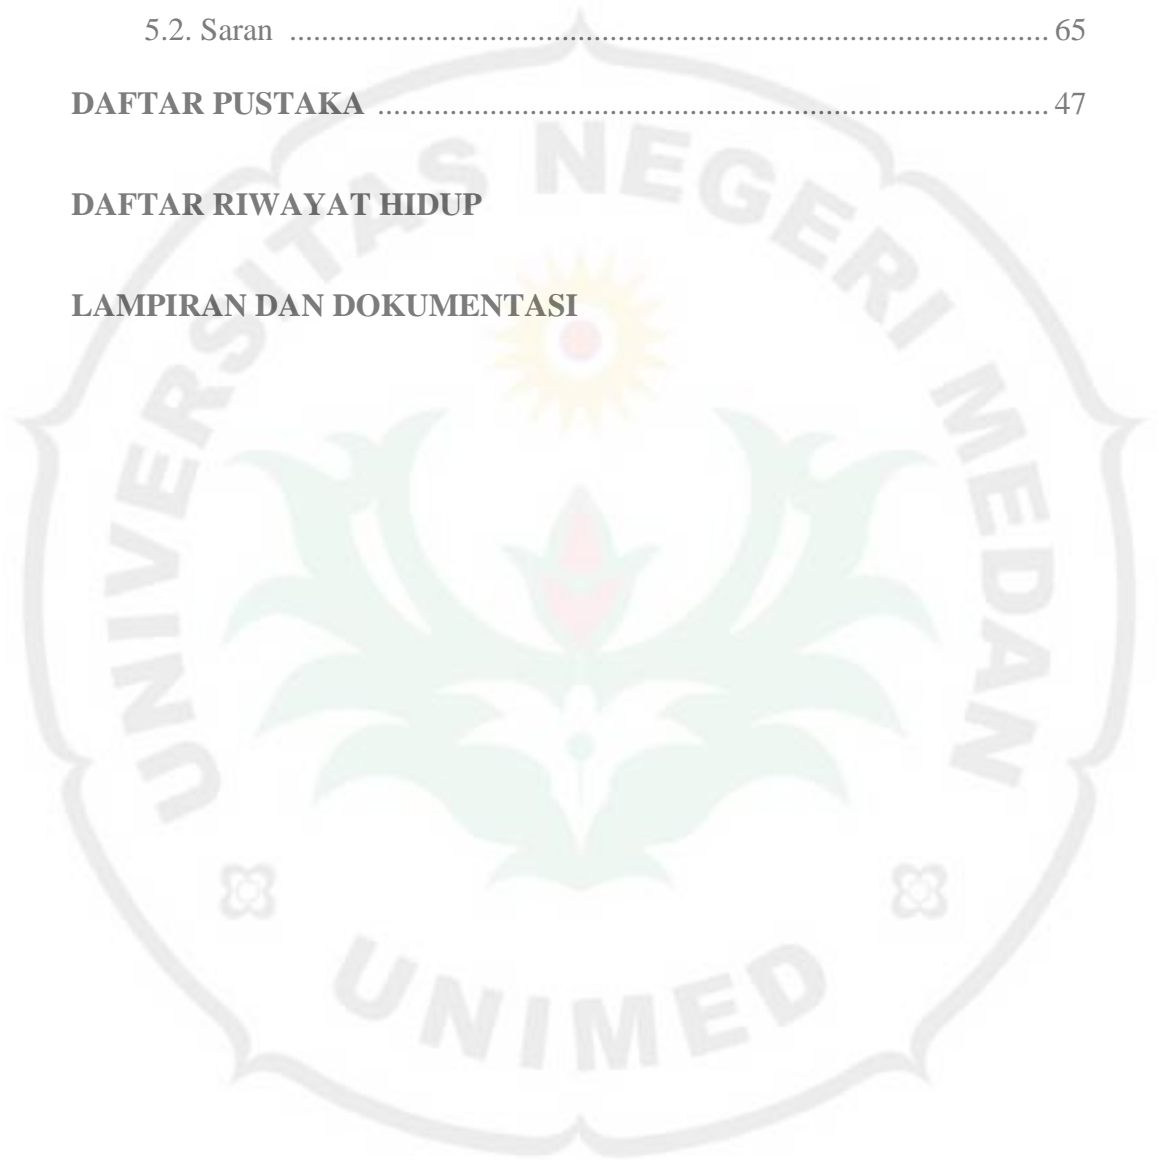 5.2. Saran ............................................................................................... 65
DAFTAR PUSTAKA .................................................................................... 47
DAFTAR RIWAYAT HIDUP
LAMPIRAN DAN DOKUMENTASI
UNIVERSITAS NEGERI MEDAN
UNIMED